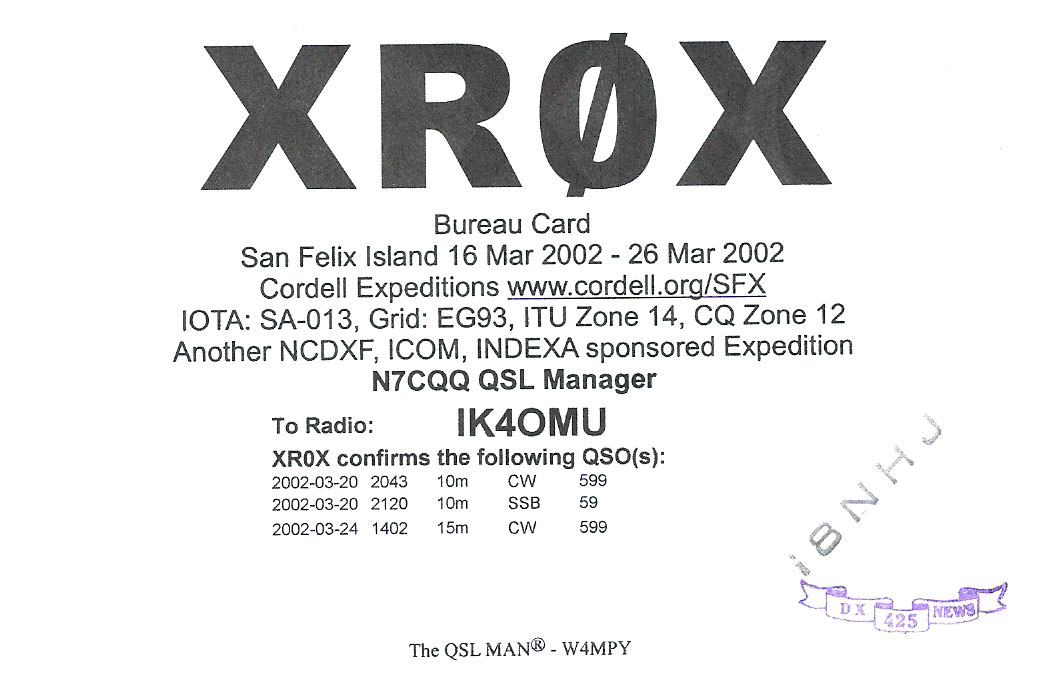 XRØX
Bureau Card
San Felix Island 16 Mar 2002 - 26 Mar 2002
Cordell Expeditions www.cordell.org/SFX
IOTA: SA-013, Grid: EG93, ITU Zone 14, CQ Zone 12
Another NCDXF, ICOM, INDEXA sponsored Expedition
N7CQQ QSL Manager
To Radio: IK4OMU
XR0X confirms the following QSO(s):
2002-03-20 2043 10m CW 599
2002-03-20 2120 10m SSB 59
2002-03-24 1402 15m CW 599
i8NHJ
DX 425 NEWS
The QSL MAN® - W4MPY